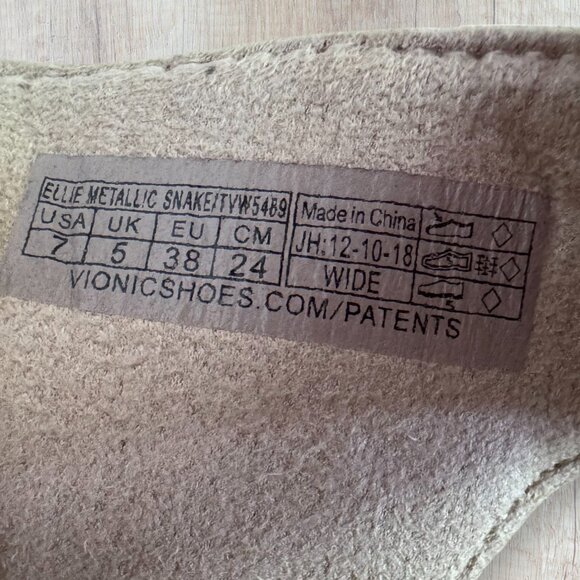 ELLIE METALLIC SNAKE/TVW5469
USA UK EU CM
7 5 38 24
Made in China
JH:12-10-18
WIDE
VIONICSHOES.COM/PATENTS